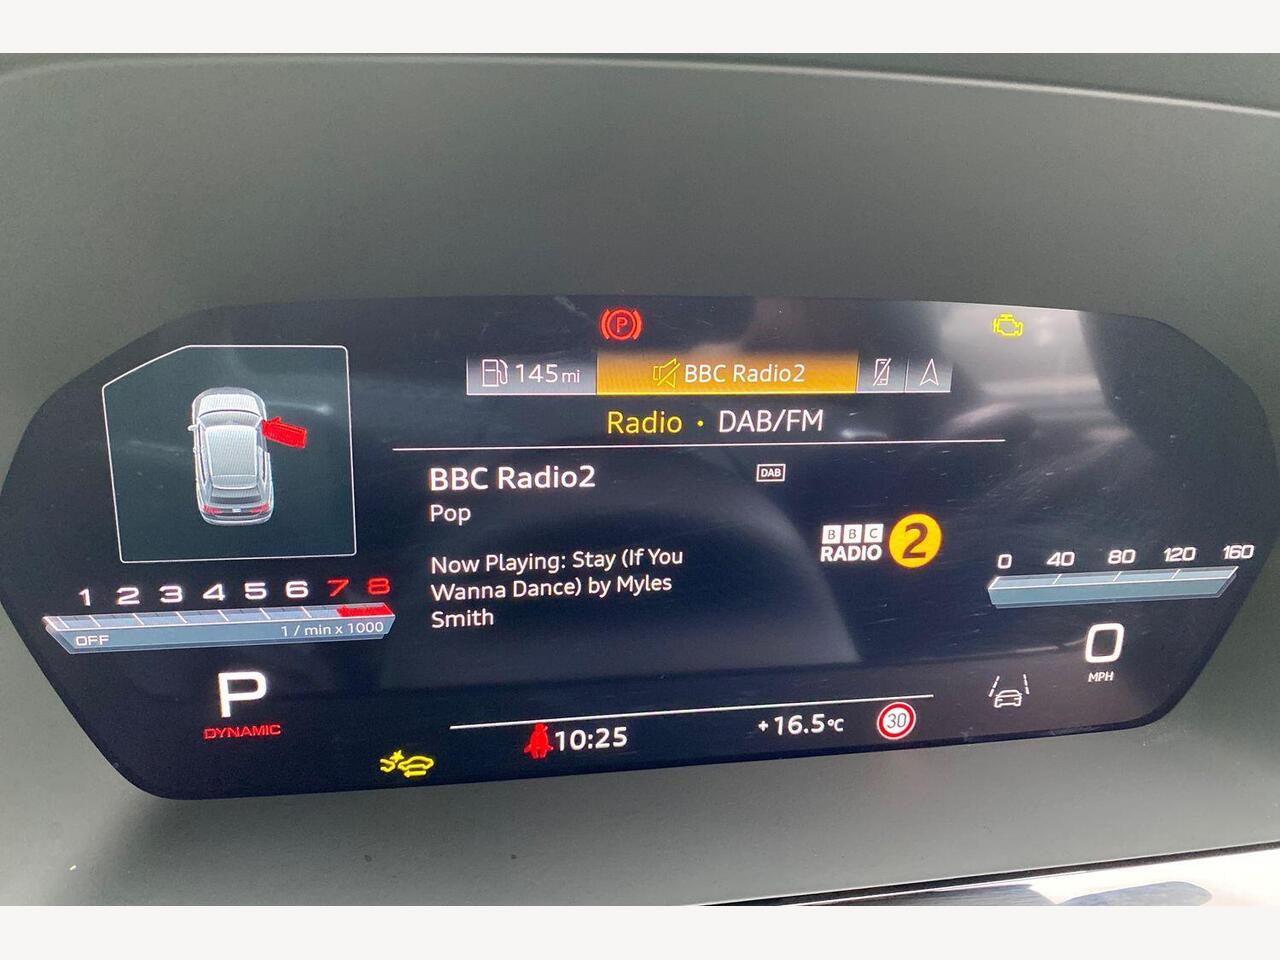 P
145 mi
BBC Radio2
Radio • DAB/FM
BBC Radio2
DAB
Pop
Now Playing: Stay (If You
Wanna Dance) by Myles
Smith
BBC
RADIO 2
1 2 3 4 5 6 7 8
OFF
1 / min x 1000
0 40 80 120 160
P
DYNAMIC
0
MPH
10:25
+16.5°C
30